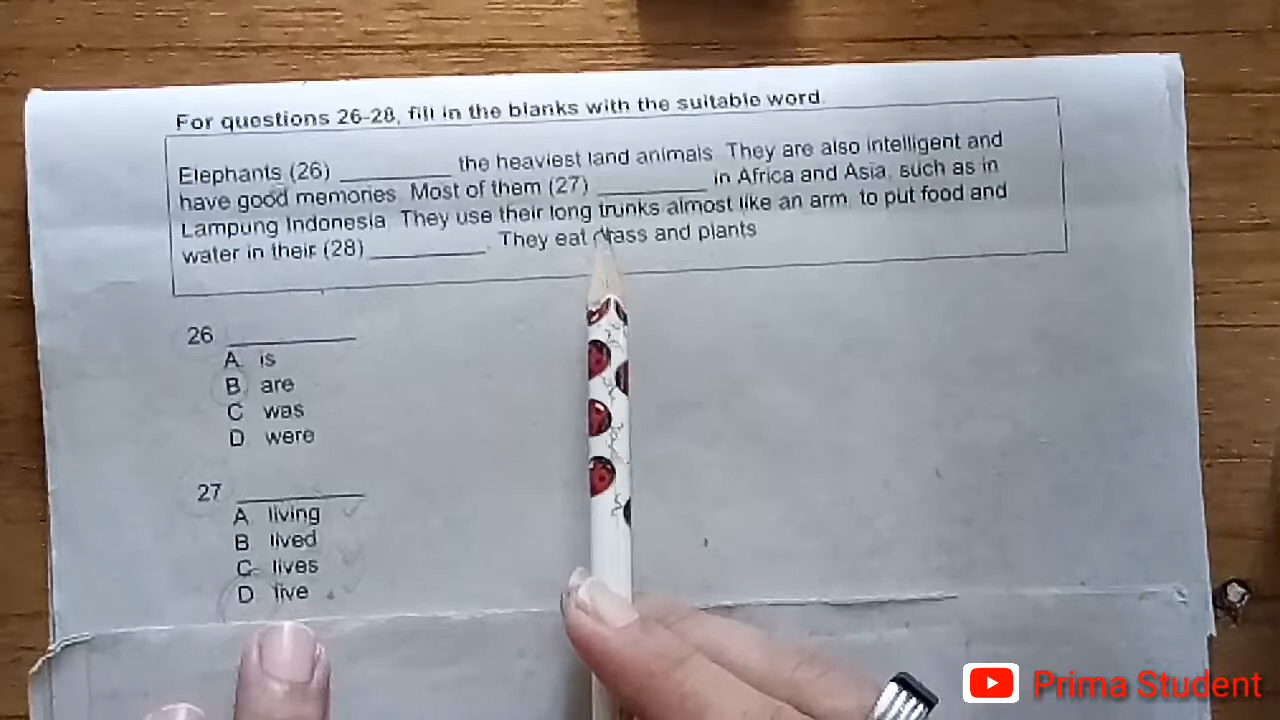 For questions 26-28, fill in the blanks with the suitable word.
Elephants (26) __________ the heaviest land animals. They are also intelligent and
have good memories. Most of them (27) __________ in Africa and Asia, such as in
Lampung Indonesia. They use their long trunks almost like an arm, to put food and
water in their (28) __________. They eat grass and plants
26 __________
A. is
B. are
C. was
D. were
27 __________
A. living
B. lived
C. lives
D. live
Prima Student